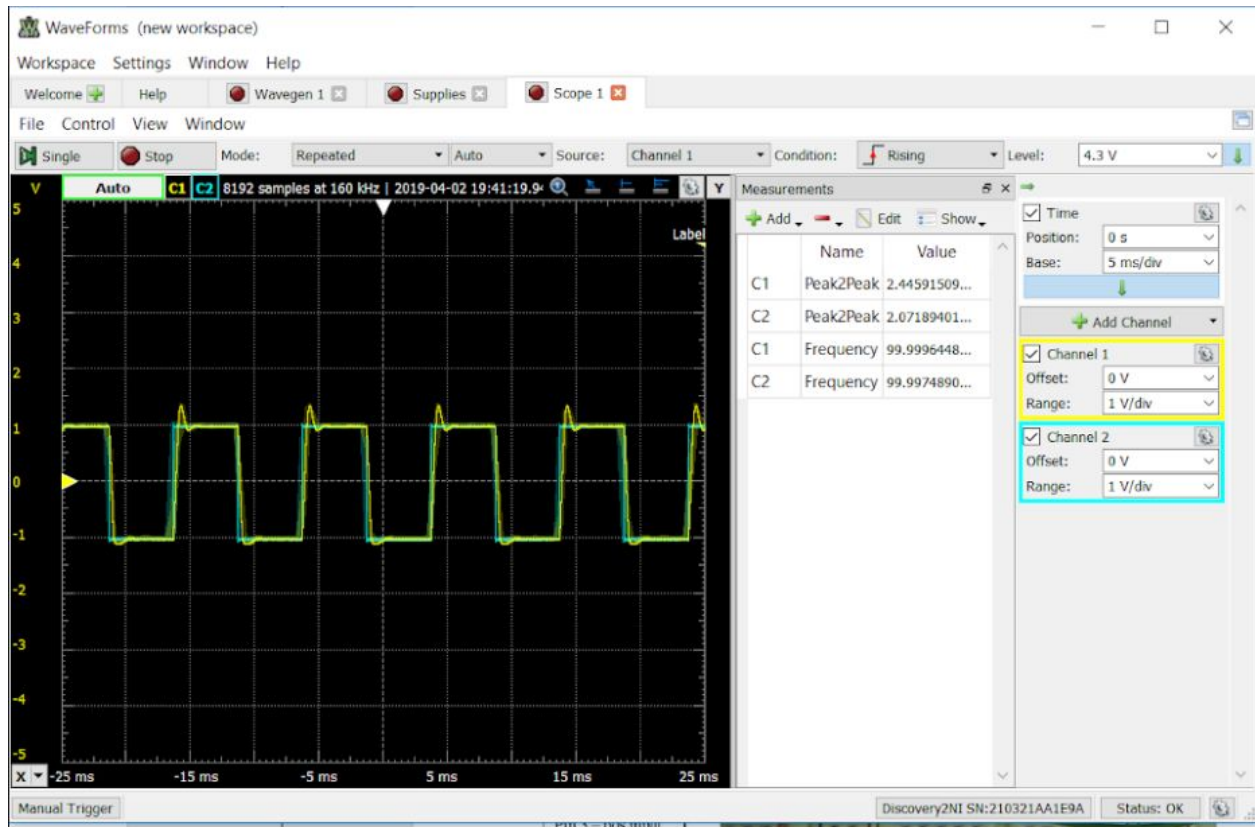 WaveForms (new workspace)
Workspace Settings Window Help
Welcome Help Wavegen 1 Supplies Scope 1
File Control View Window
Single Stop Mode: Repeated Auto Source: Channel 1 Condition: Rising Level: 4.3 V
V Auto C1 C2 8192 samples at 160 kHz | 2019-04-02 19:41:19.9 Y
Label
5
4
3
2
1
0
-1
-2
-3
-4
-5
X -25 ms -15 ms -5 ms 5 ms 15 ms 25 ms
Measurements
Add Edit Show
Name Value
C1 Peak2Peak 2.44591509...
C2 Peak2Peak 2.07189401...
C1 Frequency 99.9996448...
C2 Frequency 99.9974890...
Time
Position: 0 s
Base: 5 ms/div
Add Channel
Channel 1
Offset: 0 V
Range: 1 V/div
Channel 2
Offset: 0 V
Range: 1 V/div
Manual Trigger Discovery2NI SN:210321AA1E9A Status: OK